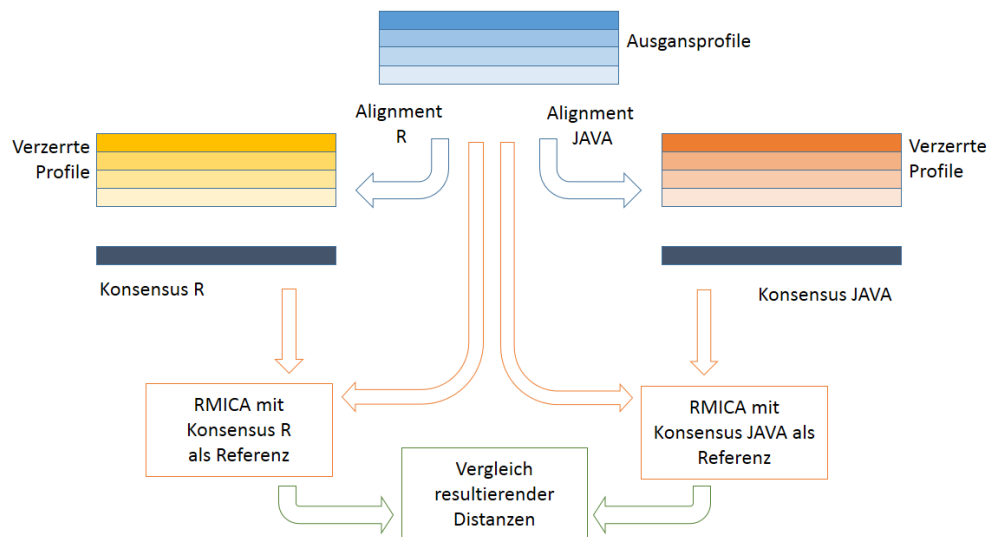 Ausgansprofile
Alignment
R
Alignment
JAVA
Verzerrte
Profile
Verzerrte
Profile
Konsensus R
Konsensus JAVA
RMICA mit
Konsensus R
als Referenz
RMICA mit
Konsensus JAVA als
Referenz
Vergleich
resultierender
Distanzen